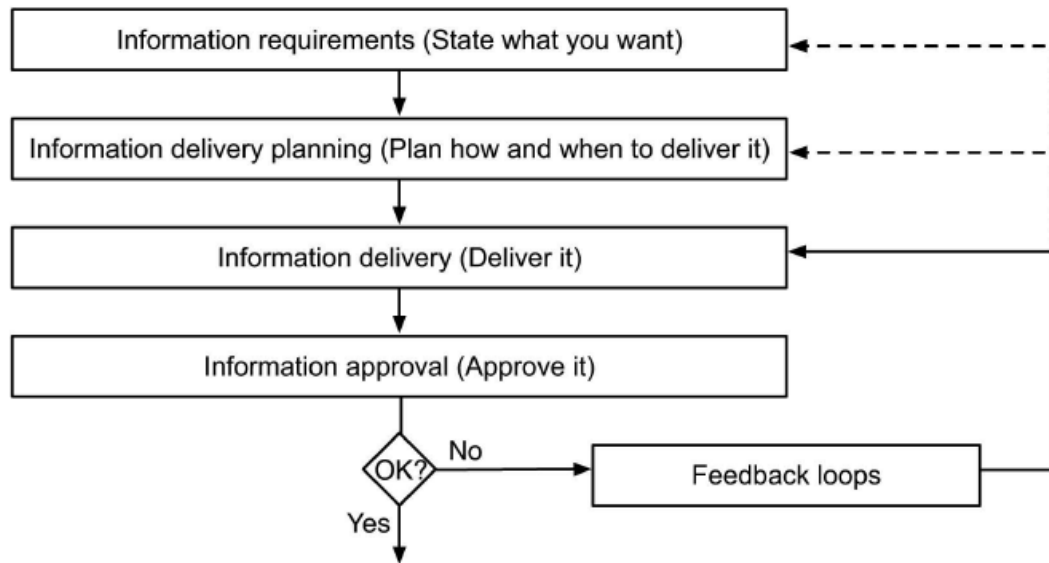 Information requirements (State what you want)
Information delivery planning (Plan how and when to deliver it)
Information delivery (Deliver it)
Information approval (Approve it)
OK?
No
Feedback loops
Yes